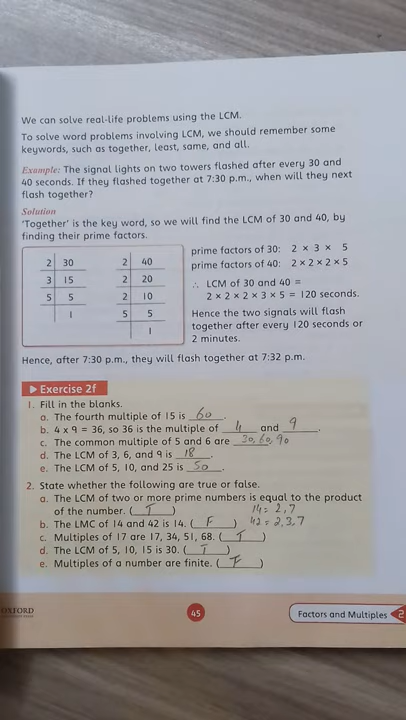 We can solve real-life problems using the LCM.
To solve word problems involving LCM, we should remember some
keywords, such as together, least, same, and all.
Example: The signal lights on two towers flashed after every 30 and
40 seconds. If they flashed together at 7:30 p.m., when will they next
flash together?
Solution
'Together' is the key word, so we will find the LCM of 30 and 40, by
finding their prime factors.
2 30
3 15
5 5
1
2 40
2 20
2 10
5 5
1
prime factors of 30: 2 × 3 × 5
prime factors of 40: 2 × 2 × 2 × 5
∴ LCM of 30 and 40 =
2 × 2 × 2 × 3 × 5 = 120 seconds.
Hence the two signals will flash
together after every 120 seconds or
2 minutes.
Hence, after 7:30 p.m., they will flash together at 7:32 p.m.
Exercise 2f
1. Fill in the blanks.
a. The fourth multiple of 15 is 60.
b. 4 x 9 = 36, so 36 is the multiple of 4 and 9.
c. The common multiple of 5 and 6 are 30, 60, 90
d. The LCM of 3, 6, and 9 is 18.
e. The LCM of 5, 10, and 25 is 50.
2. State whether the following are true or false.
a. The LCM of two or more prime numbers is equal to the product
of the number. (T)
14 = 2,7
b. The LMC of 14 and 42 is 14. (F)
42 = 2,3,7
c. Multiples of 17 are 17, 34, 51, 68. (T)
d. The LCM of 5, 10, 15 is 30. (T)
e. Multiples of a number are finite. (F)
OXFORD
45
Factors and Multiples 2